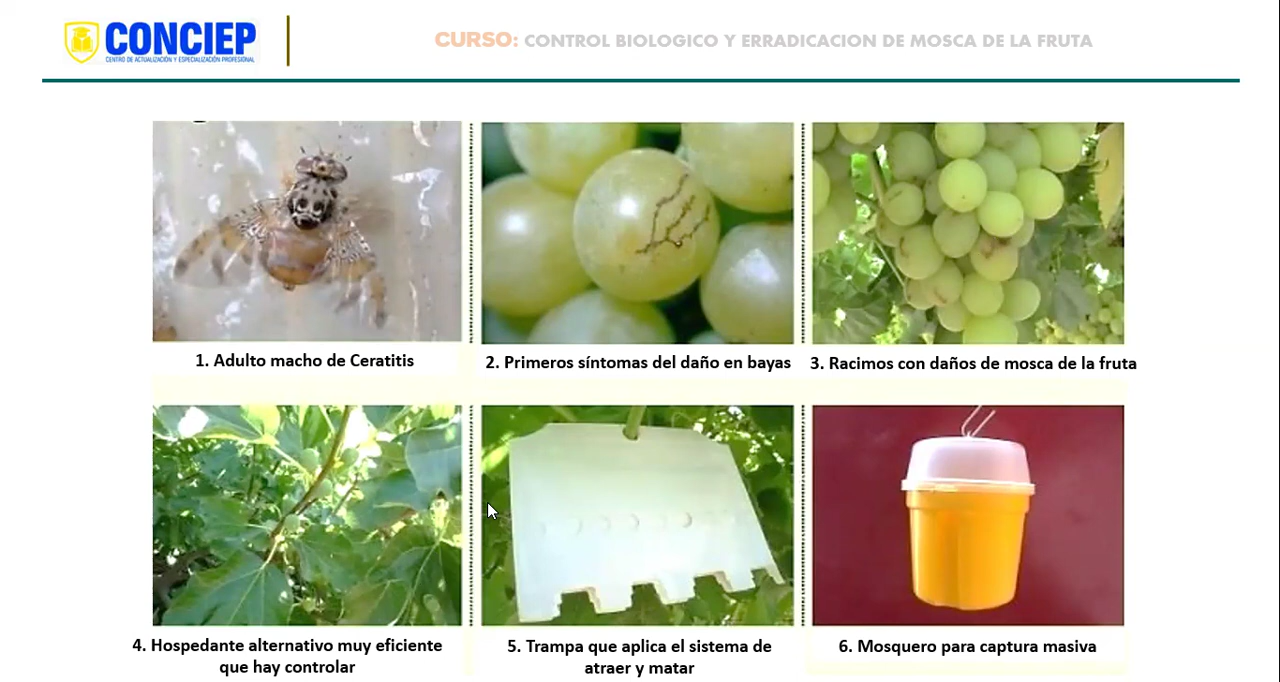 CONCIEP
CENTRO DE ACTUALIZACIÓN Y ESPECIALIZACIÓN PROFESIONAL
CURSO: CONTROL BIOLOGICO Y ERRADICACION DE MOSCA DE LA FRUTA
1. Adulto macho de Ceratitis
2. Primeros síntomas del daño en bayas
3. Racimos con daños de mosca de la fruta
4. Hospedante alternativo muy eficiente
que hay controlar
5. Trampa que aplica el sistema de
atraer y matar
6. Mosquero para captura masiva